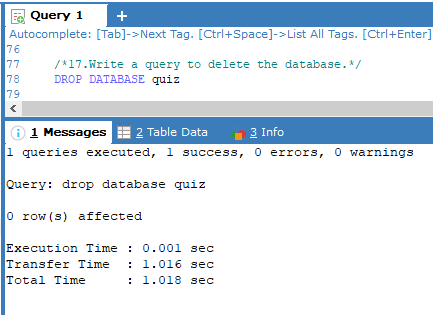 Query 1
Autocomplete: [Tab]->Next Tag. [Ctrl+Space]->List All Tags. [Ctrl+Enter]
76
77 /*17.Write a query to delete the database.*/
78 DROP DATABASE quiz
79
1 Messages 2 Table Data 3 Info
1 queries executed, 1 success, 0 errors, 0 warnings
Query: drop database quiz
0 row(s) affected
Execution Time : 0.001 sec
Transfer Time : 1.016 sec
Total Time : 1.018 sec